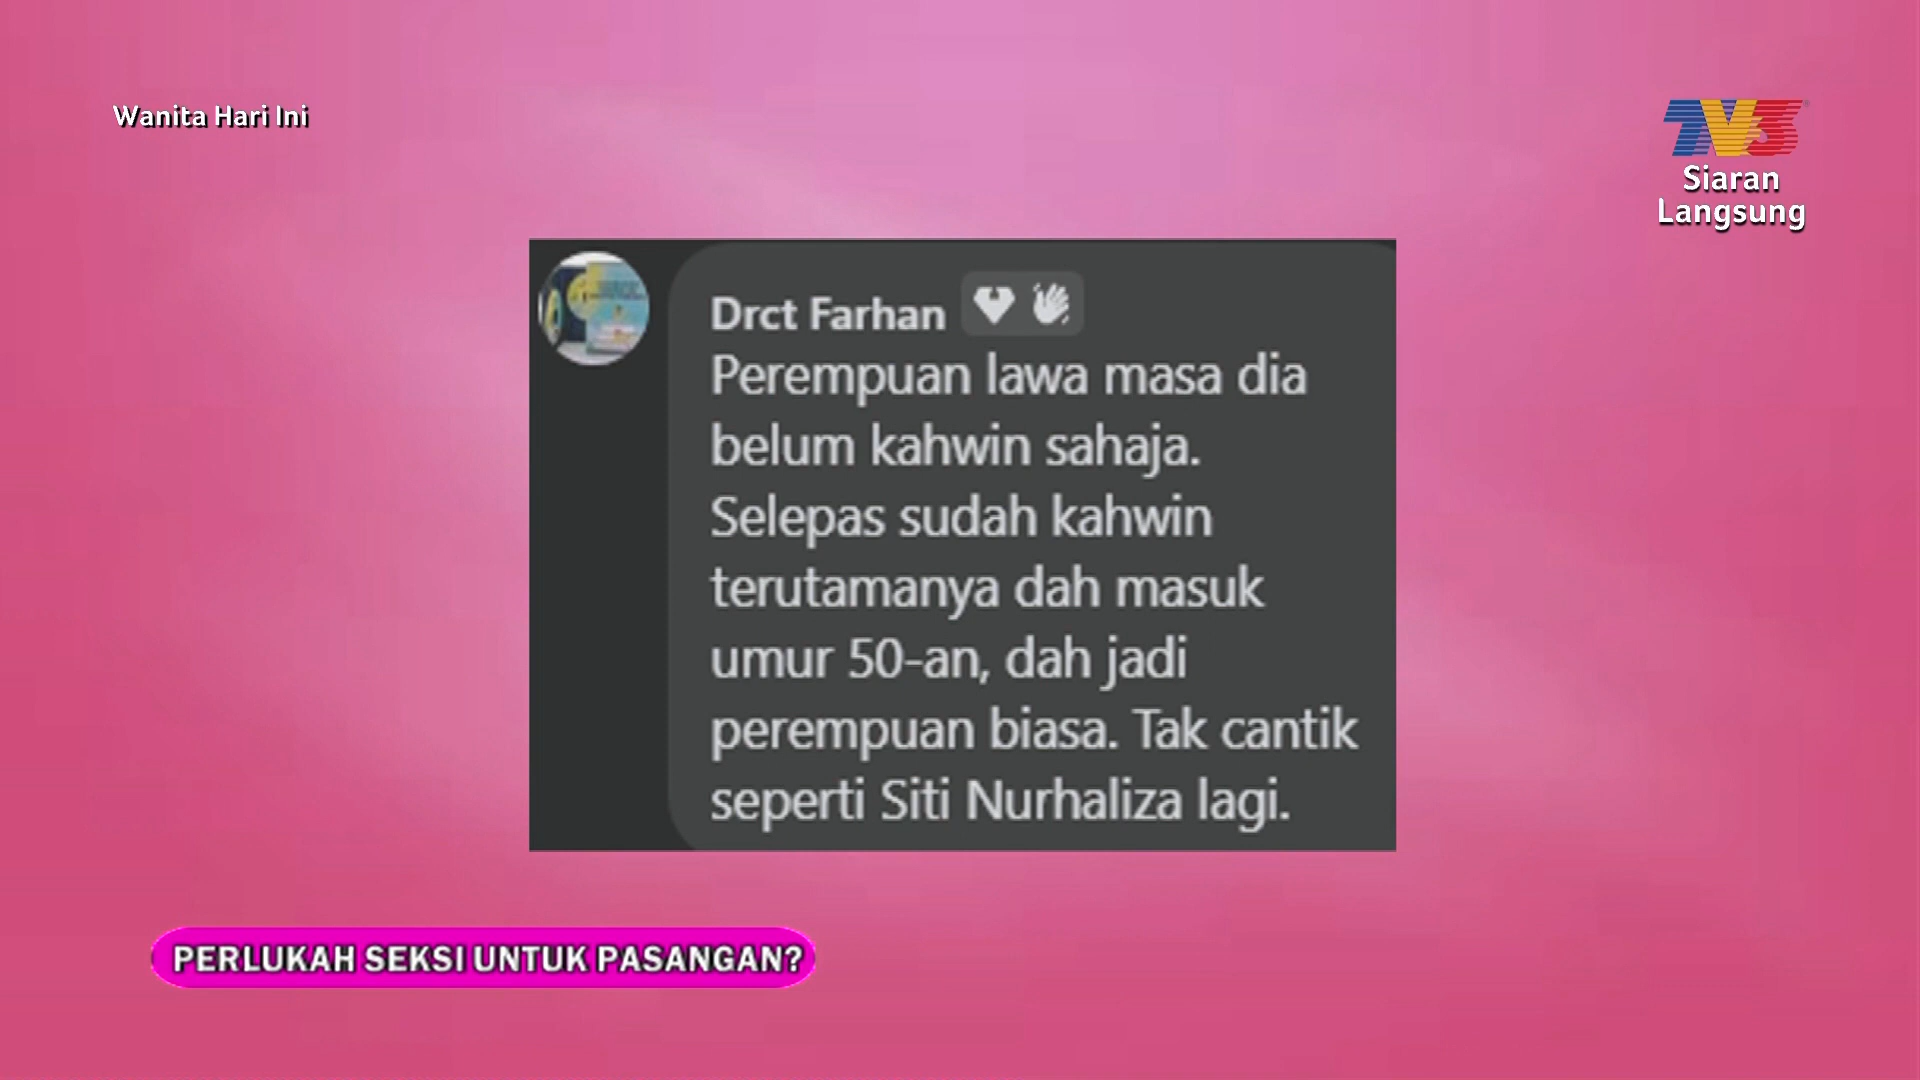 Wanita Hari Ini
TV3
Siaran
Langsung
Drct Farhan
Perempuan lawa masa dia
belum kahwin sahaja.
Selepas sudah kahwin
terutamanya dah masuk
umur 50-an, dah jadi
perempuan biasa. Tak cantik
seperti Siti Nurhaliza lagi.
PERLUKAH SEKSI UNTUK PASANGAN?